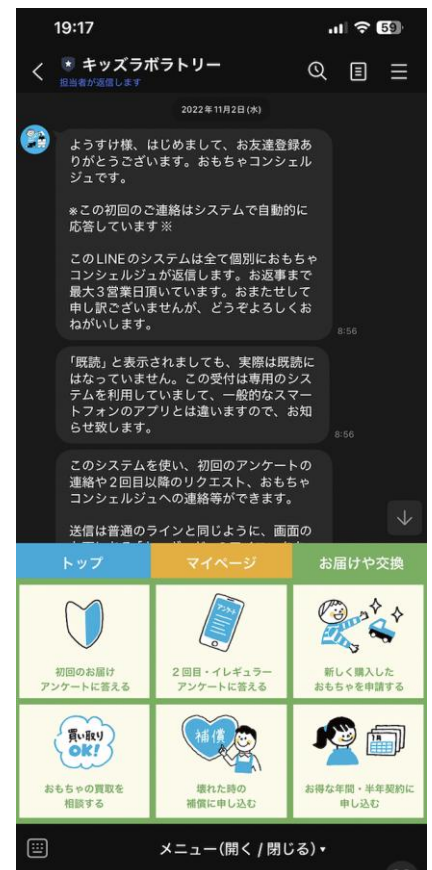 19:17
59
キッズラボラトリー
担当者が返信します
2022年11月2日(水)
ようすけ様、はじめまして、お友達登録あ
りがとうございます。おもちゃコンシェル
ジュです。
※この初回のご連絡はシステムで自動的に
応答しています※
このLINEのシステムは全て個別におもちゃ
コンシェルジュが返信します。お返事まで
最大3営業日頂いています。おまたせして
申し訳ございませんが、どうぞよろしくお
ねがいします。
8:56
「既読」と表示されましても、実際は既読に
はなっていません。この受付は専用のシス
テムを利用していまして、一般的なスマー
トフォンのアプリとは違いますので、お知
らせ致します。
8:56
このシステムを使い、初回のアンケートの
連絡や2回目以降のリクエスト、おもちゃ
コンシェルジュへの連絡等ができます。
送信は普通のラインと同じように、画面の
トップ
マイページ
お届けや交換
初回のお届け
アンケートに答える
アンケート
2回目・イレギュラー
アンケートに答える
新しく購入した
おもちゃを申請する
買い取り
OK!
おもちゃの買取を
相談する
補償
壊れた時の
補償に申し込む
お得な年間・半年契約に
申し込む
メニュー(開く / 閉じる)▾